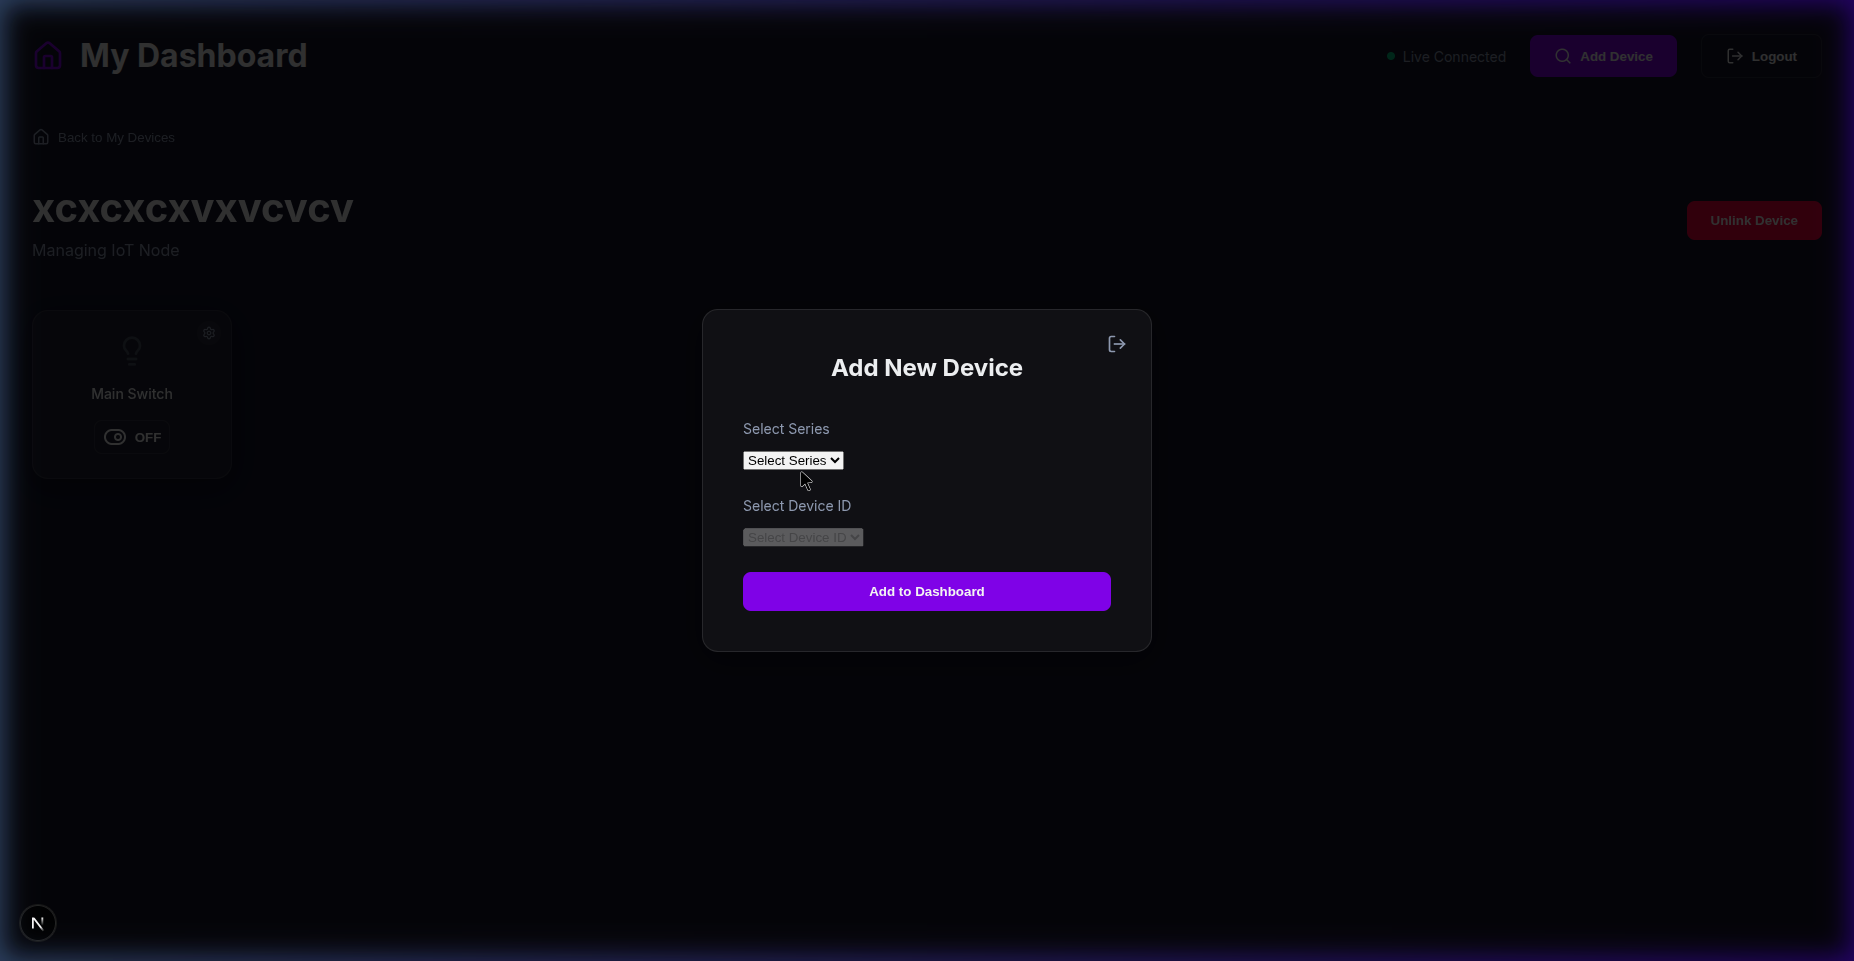 My Dashboard
Live Connected
Add Device
Logout
Back to My Devices
xcxcxcxvxvcvcv
Managing IoT Node
Unlink Device
Main Switch
OFF
Add New Device
Select Series
Select Series
Select Device ID
Select Device ID
Add to Dashboard
N